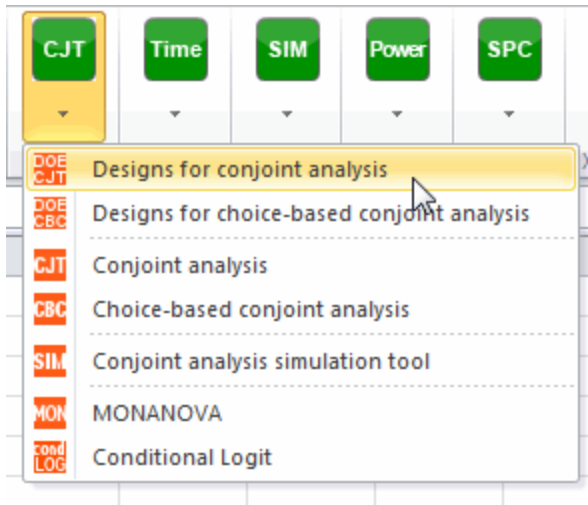 CJT Time SIM Power SPC
DOE CJT Designs for conjoint analysis
DOE CBC Designs for choice-based conjoint analysis
CJT Conjoint analysis
CBC Choice-based conjoint analysis
SIM Conjoint analysis simulation tool
MON MONANOVA
cond LOG Conditional Logit